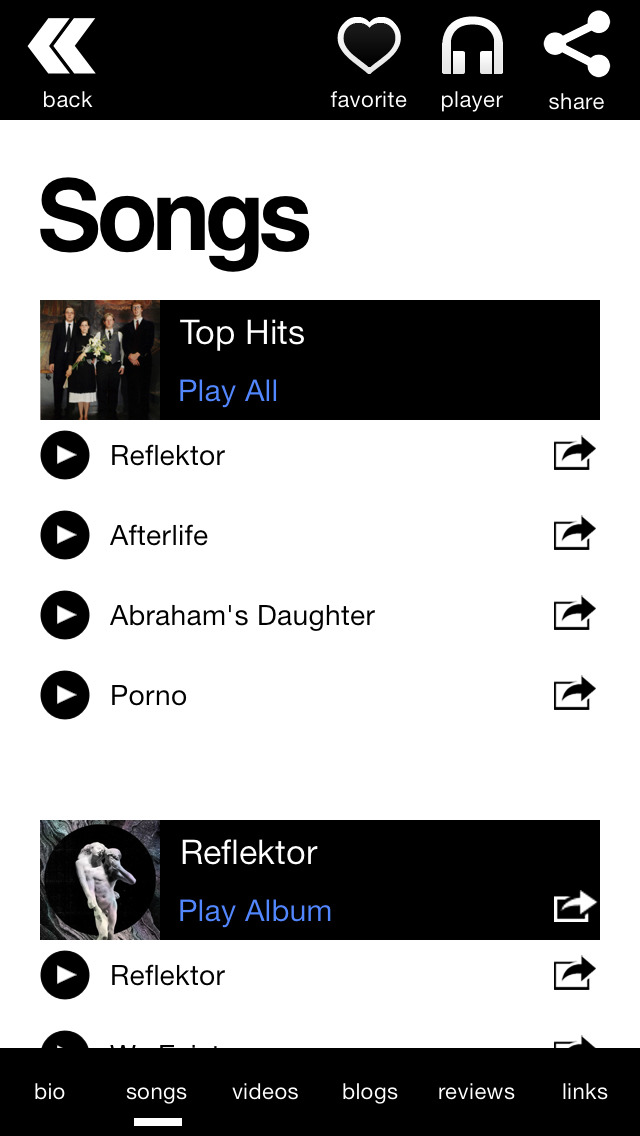 back
favorite
player
share
Songs
Top Hits
Play All
Reflektor
Afterlife
Abraham's Daughter
Porno
Reflektor
Play Album
Reflektor
bio
songs
videos
blogs
reviews
links